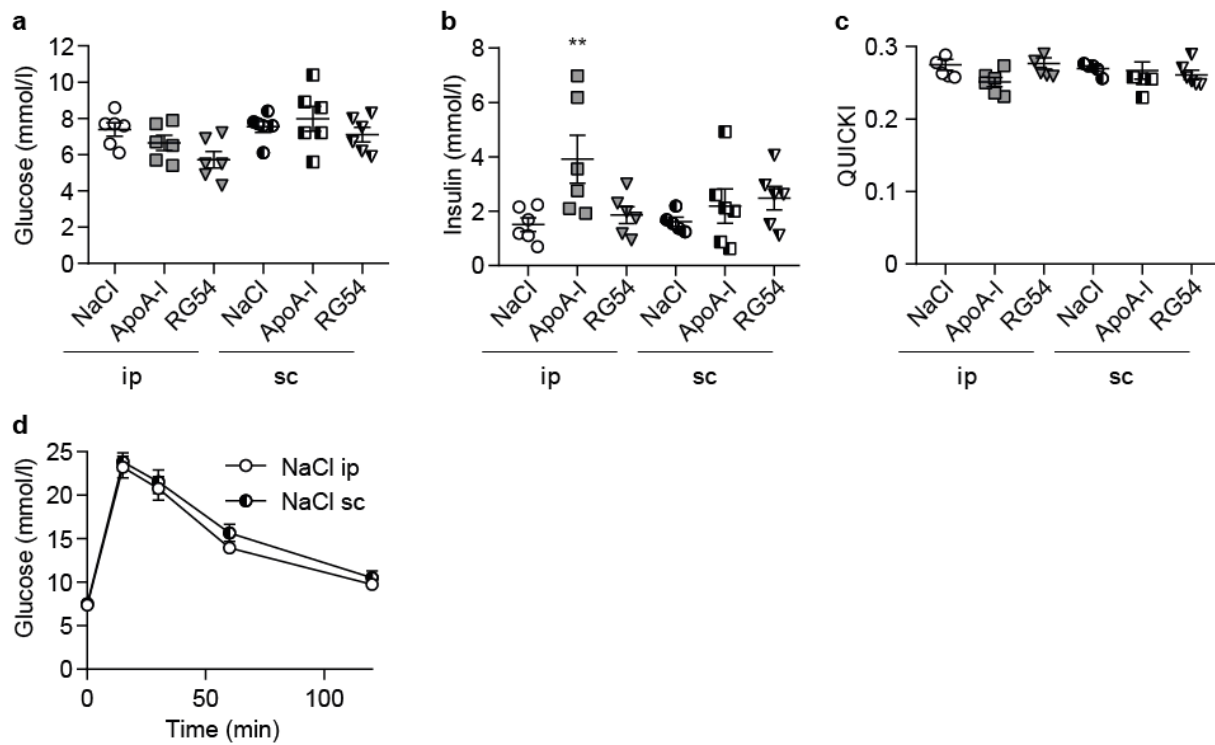 a
Glucose (mmol/l)
12
10
8
6
4
2
0
NaCl
ApoA-I
RG54
NaCl
ApoA-I
RG54
ip
sc
b
Insulin (mmol/l)
8
6
4
2
0
**
NaCl
ApoA-I
RG54
NaCl
ApoA-I
RG54
ip
sc
c
QUICKI
0.3
0.2
0.1
0
NaCl
ApoA-I
RG54
NaCl
ApoA-I
RG54
ip
sc
d
Glucose (mmol/l)
25
20
15
10
5
0
NaCl ip
NaCl sc
0
50
100
Time (min)